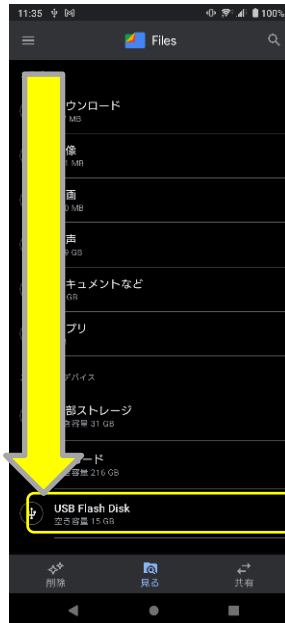 11:35 100%
Files
ウンロード
MB
像
MB
画
MB
声
GB
キュメントなど
GB
プリ
デバイス
部ストレージ
き容量 31 GB
ード
き容量 216 GB
USB Flash Disk
空き容量 15 GB
削除 見る 共有